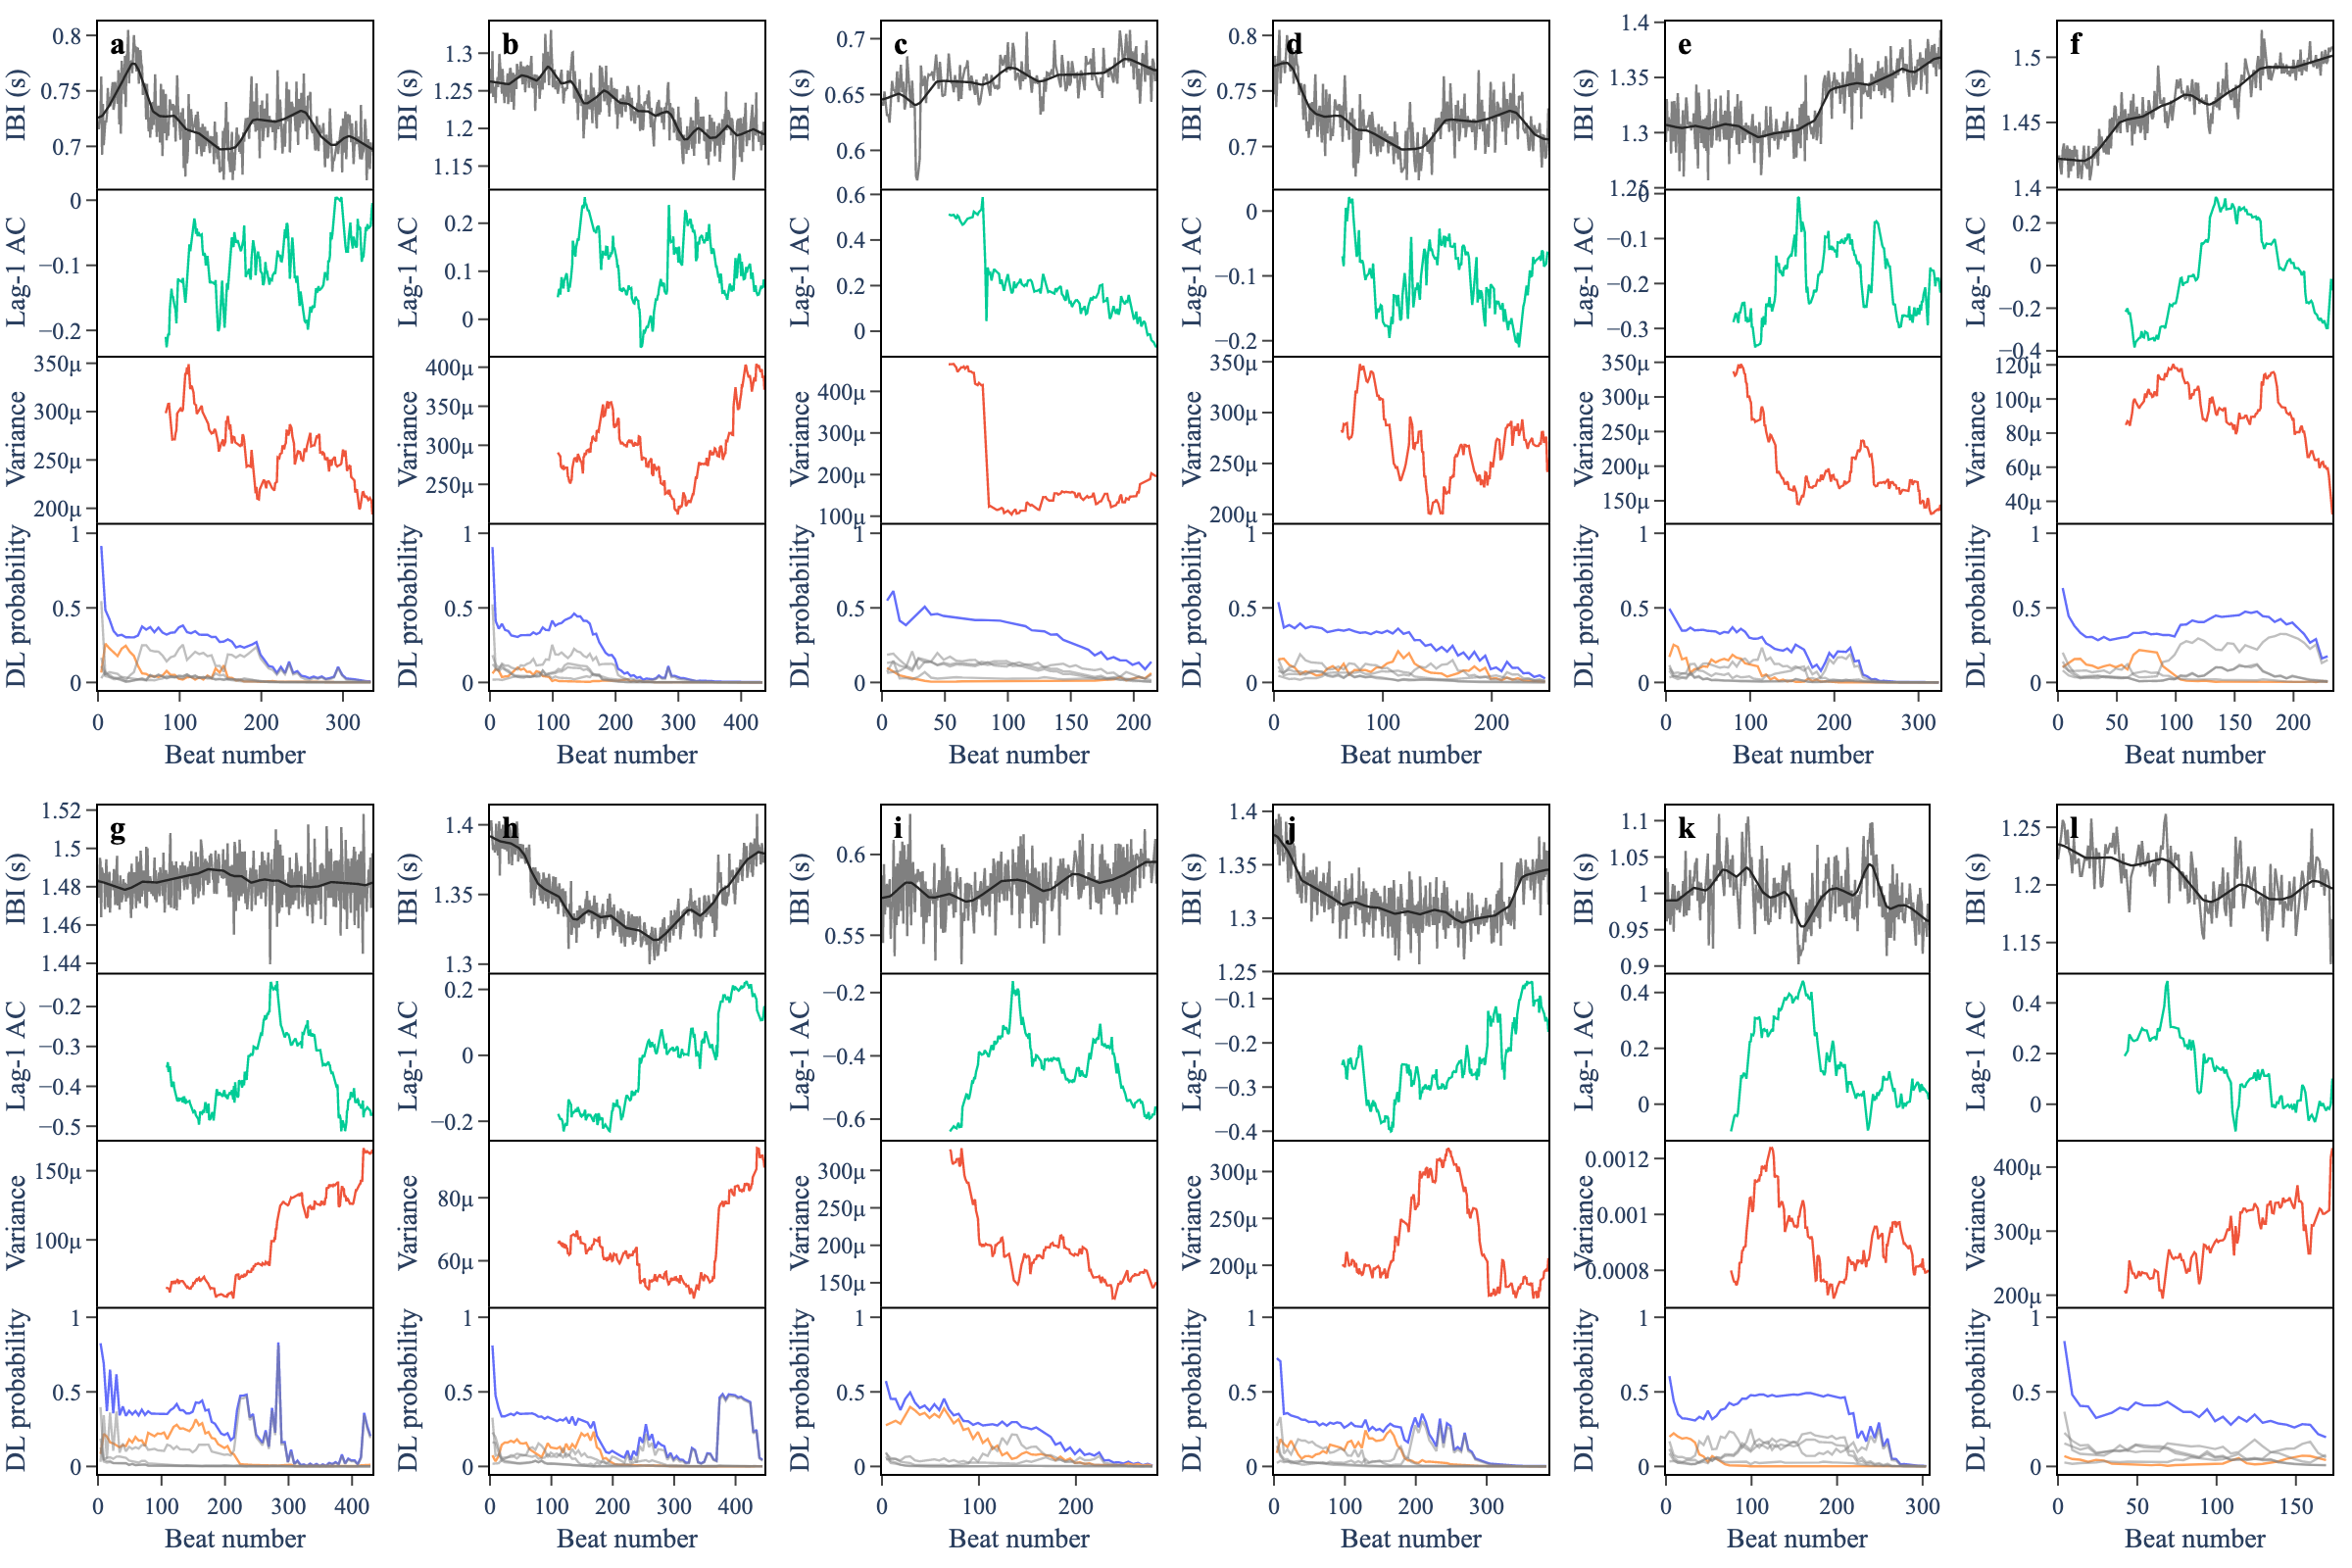 a
IBI (s)
0.8
0.75
0.7
Lag-1 AC
0
−0.1
−0.2
Variance
350μ
300μ
250μ
200μ
DL probability
1
0.5
0
0 100 200 300
Beat number
b
IBI (s)
1.3
1.25
1.2
1.15
Lag-1 AC
0.2
0.1
0
Variance
400μ
350μ
300μ
250μ
DL probability
1
0.5
0
0 100 200 300 400
Beat number
c
IBI (s)
0.7
0.65
0.6
Lag-1 AC
0.6
0.4
0.2
0
Variance
400μ
300μ
200μ
100μ
DL probability
1
0.5
0
0 50 100 150 200
Beat number
d
IBI (s)
0.8
0.75
0.7
Lag-1 AC
0
−0.1
−0.2
Variance
350μ
300μ
250μ
200μ
DL probability
1
0.5
0
0 100 200
Beat number
e
IBI (s)
1.4
1.35
1.3
1.25
Lag-1 AC
0
−0.1
−0.2
−0.3
Variance
350μ
300μ
250μ
200μ
150μ
DL probability
1
0.5
0
0 100 200 300
Beat number
f
IBI (s)
1.5
1.45
1.4
Lag-1 AC
0.2
0
−0.2
−0.4
Variance
120μ
100μ
80μ
60μ
40μ
DL probability
1
0.5
0
0 50 100 150 200
Beat number
g
IBI (s)
1.52
1.5
1.48
1.46
1.44
Lag-1 AC
−0.2
−0.3
−0.4
−0.5
Variance
150μ
100μ
DL probability
1
0.5
0
0 100 200 300 400
Beat number
h
IBI (s)
1.4
1.35
1.3
Lag-1 AC
0.2
0
−0.2
Variance
80μ
60μ
DL probability
1
0.5
0
0 100 200 300 400
Beat number
i
IBI (s)
0.6
0.55
Lag-1 AC
−0.2
−0.4
−0.6
Variance
300μ
250μ
200μ
150μ
DL probability
1
0.5
0
0 100 200
Beat number
j
IBI (s)
1.4
1.35
1.3
1.25
Lag-1 AC
−0.1
−0.2
−0.3
−0.4
Variance
300μ
250μ
200μ
DL probability
1
0.5
0
0 100 200 300
Beat number
k
IBI (s)
1.1
1.05
1
0.95
0.9
Lag-1 AC
0.4
0.2
0
Variance
0.0012
0.001
0.0008
DL probability
1
0.5
0
0 100 200 300
Beat number
l
IBI (s)
1.25
1.2
1.15
Lag-1 AC
0.4
0.2
0
Variance
400μ
300μ
200μ
DL probability
1
0.5
0
0 50 100 150
Beat number